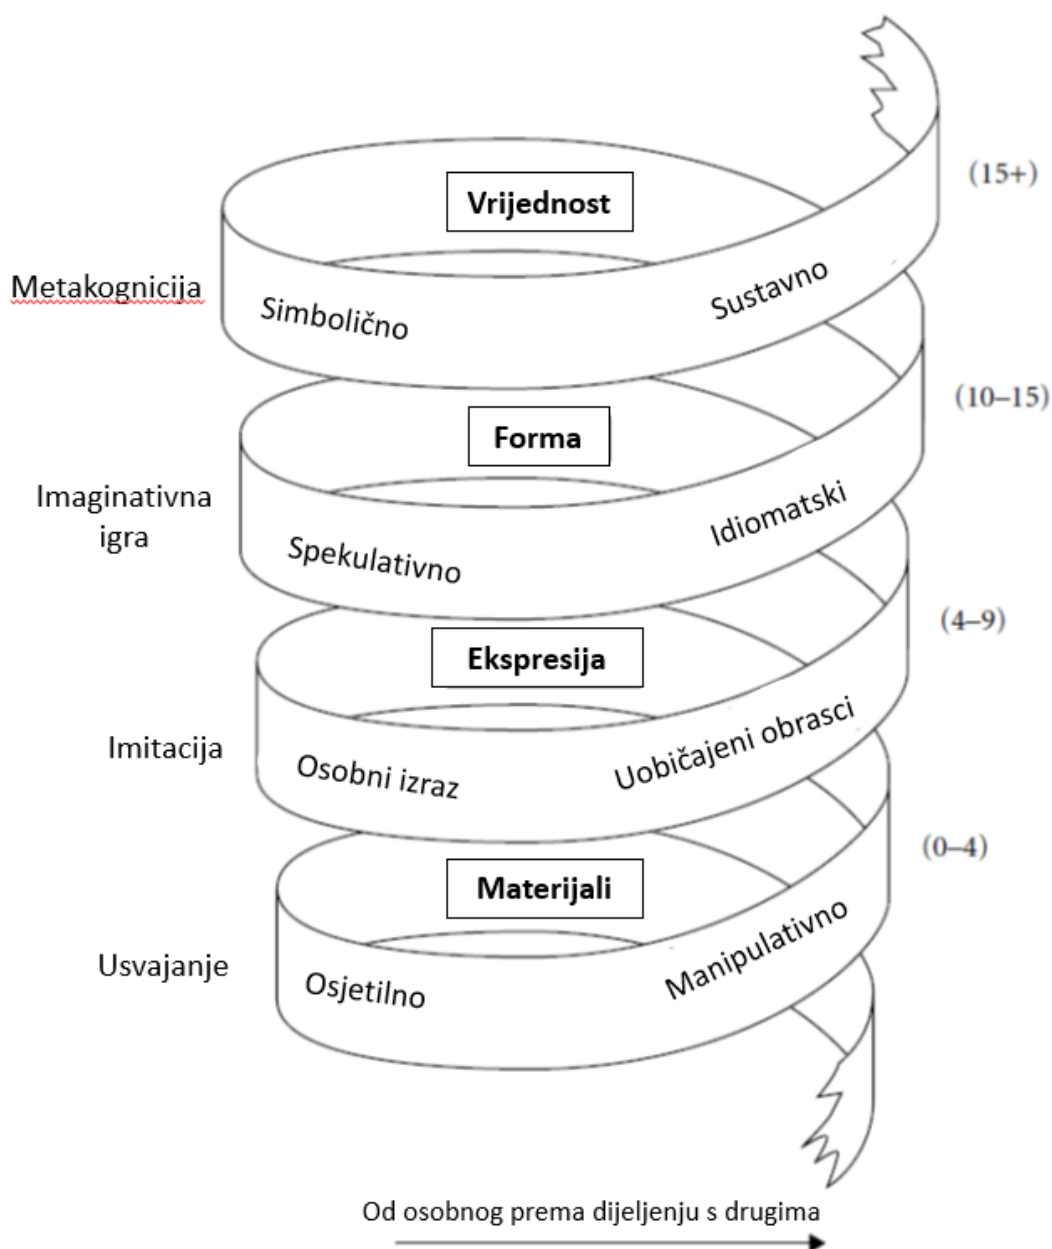 (15+)
Vrijednost
Metakognicija
Simbolično
Sustavno
(10–15)
Forma
Imaginativna
igra
Spekulativno
Idiomatski
(4–9)
Ekspresija
Imitacija
Osobni izraz
Uobičajeni obrasci
(0–4)
Materijali
Usvajanje
Osjetilno
Manipulativno
Od osobnog prema dijeljenju s drugima